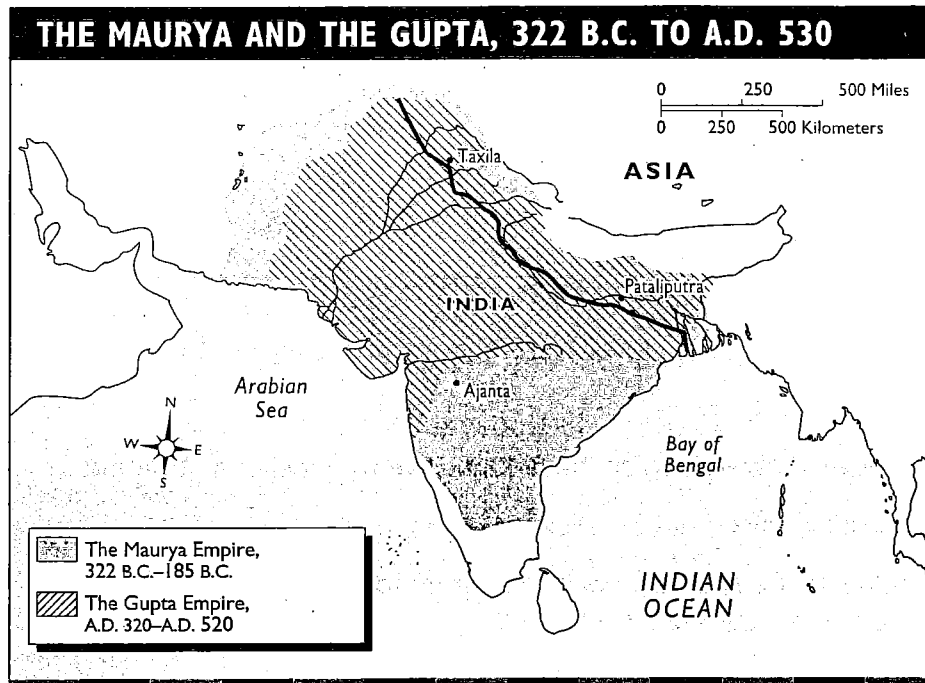 THE MAURYA AND THE GUPTA, 322 B.C. TO A.D. 530
0 250 500 Miles
0 250 500 Kilometers
Taxila
ASIA
Pataliputra
INDIA
Ajanta
Arabian
Sea
N
W E
S
Bay of
Bengal
The Maurya Empire,
322 B.C.–185 B.C.
The Gupta Empire,
A.D. 320–A.D. 520
INDIAN
OCEAN